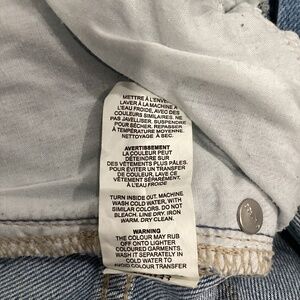 METTRE À L'ENVE
LAVER À LA MACHINE À
L'EAU FROIDE, AVEC DES
COULEURS SIMILAIRES. NE
PAS JAVELLISER. SUSPENDRE
POUR SÉCHER. REPASSER
À TEMPÉRATURE MOYENNE.
NETTOYAGE À SEC.
AVERTISSEMENT
LA COULEUR PEUT
DÉTEINDRE SUR
DES VÊTEMENTS PLUS PÂLES.
POUR ÉVITER UN TRANSFER
DE COULEUR, LAVER CE
VÊTEMENT SÉPARÉMENT,
À L'EAU FROIDE
TURN INSIDE OUT. MACHINE
WASH COLD WATER, WITH
SIMILAR COLORS. DO NOT
BLEACH. LINE DRY. IRON
WARM. DRY CLEAN.
WARNING
THE COLOUR MAY RUB
OFF ONTO LIGHTER
COLOURED GARMENTS.
WASH SEPARATELY IN
COLD WATER TO
AVOID COLOUR TRANSFER